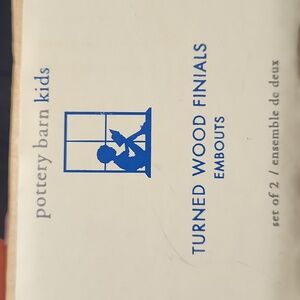 pottery barn kids
TURNED WOOD FINIALS
EMBOUTS
set of 2 / ensemble de deux